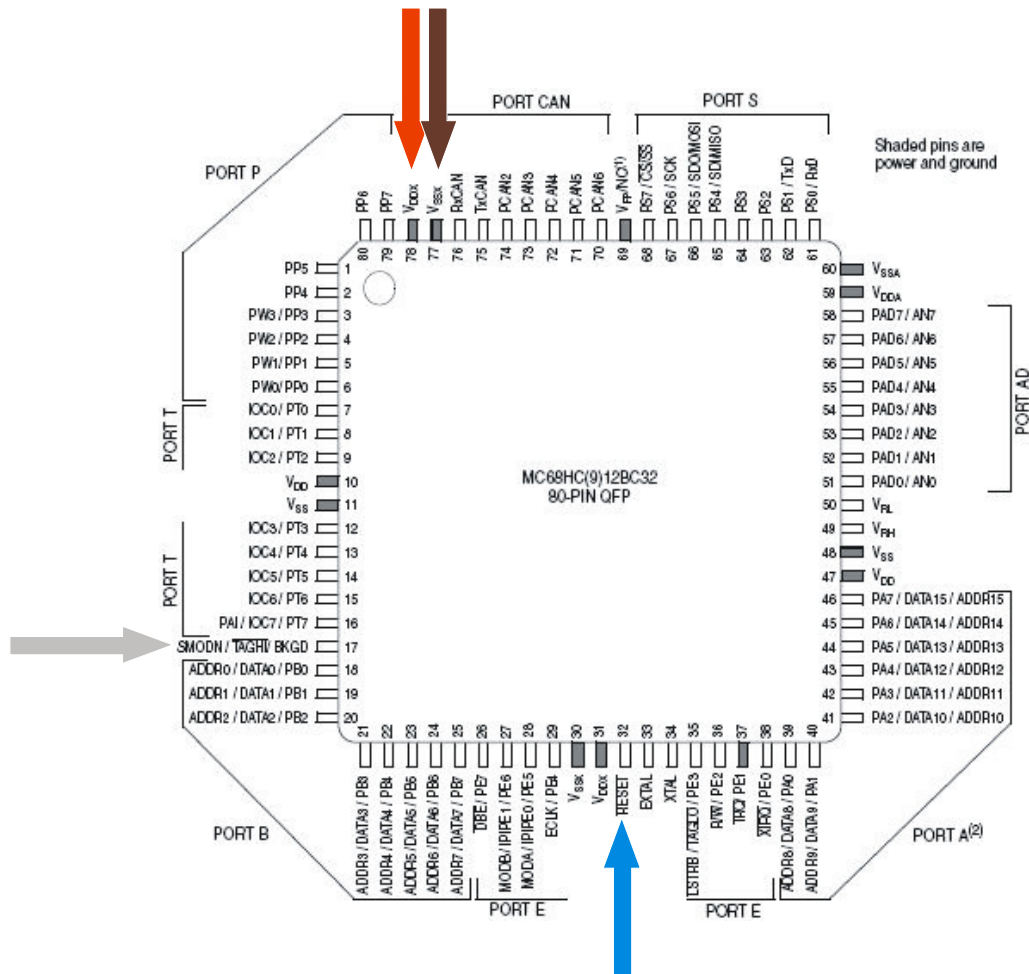 PORT CAN
PORT S
PORT P
Shaded pins are
power and ground
PP6
PP7
VDDX
VSSX
RxCAN
TxCAN
PCAN2
PCAN3
PCAN4
PCAN5
PCAN6
VFP/NC(1)
PS7 / CS/SS
PS6 / SCK
PS5 / SDO/MOSI
PS4 / SDI/MISO
PS3
PS2
PS1 / TxD
PS0 / RxD
80 79 78 77 76 75 74 73 72 71 70 69 68 67 66 65 64 63 62 61
PP5 1
PP4 2
PW3 / PP3 3
PW2 / PP2 4
PW1 / PP1 5
PW0 / PP0 6
PORT T
IOC0 / PT0 7
IOC1 / PT1 8
IOC2 / PT2 9
VDD 10
VSS 11
PORT T
IOC3 / PT3 12
IOC4 / PT4 13
IOC5 / PT5 14
IOC6 / PT6 15
PAI / IOC7 / PT7 16
SMODN / TAGHI / BKGD 17
ADDR0 / DATA0 / PB0 18
ADDR1 / DATA1 / PB1 19
ADDR2 / DATA2 / PB2 20
MC68HC(9)12BC32
80-PIN QFP
60 VSSA
59 VDDA
58 PAD7 / AN7
57 PAD6 / AN6
56 PAD5 / AN5
55 PAD4 / AN4
54 PAD3 / AN3
53 PAD2 / AN2
52 PAD1 / AN1
51 PAD0 / AN0
PORT AD
50 VRL
49 VRH
48 VSS
47 VDD
46 PA7 / DATA15 / ADDR15
45 PA6 / DATA14 / ADDR14
44 PA5 / DATA13 / ADDR13
43 PA4 / DATA12 / ADDR12
42 PA3 / DATA11 / ADDR11
41 PA2 / DATA10 / ADDR10
21 22 23 24 25 26 27 28 29 30 31 32 33 34 35 36 37 38 39 40
ADDR3 / DATA3 / PB3
ADDR4 / DATA4 / PB4
ADDR5 / DATA5 / PB5
ADDR6 / DATA6 / PB6
ADDR7 / DATA7 / PB7
DBE / PE7
MODB / IPIPE1 / PE6
MODA / IPIPE0 / PE5
ECLK / PE4
VSSX
VDDX
RESET
EXTAL
XTAL
LSTRB / TAGLO / PE3
R/W / PE2
IRQ / PE1
XIRQ / PE0
ADDR8 / DATA8 / PA0
ADDR9 / DATA9 / PA1
PORT B
PORT E
PORT E
PORT A(2)